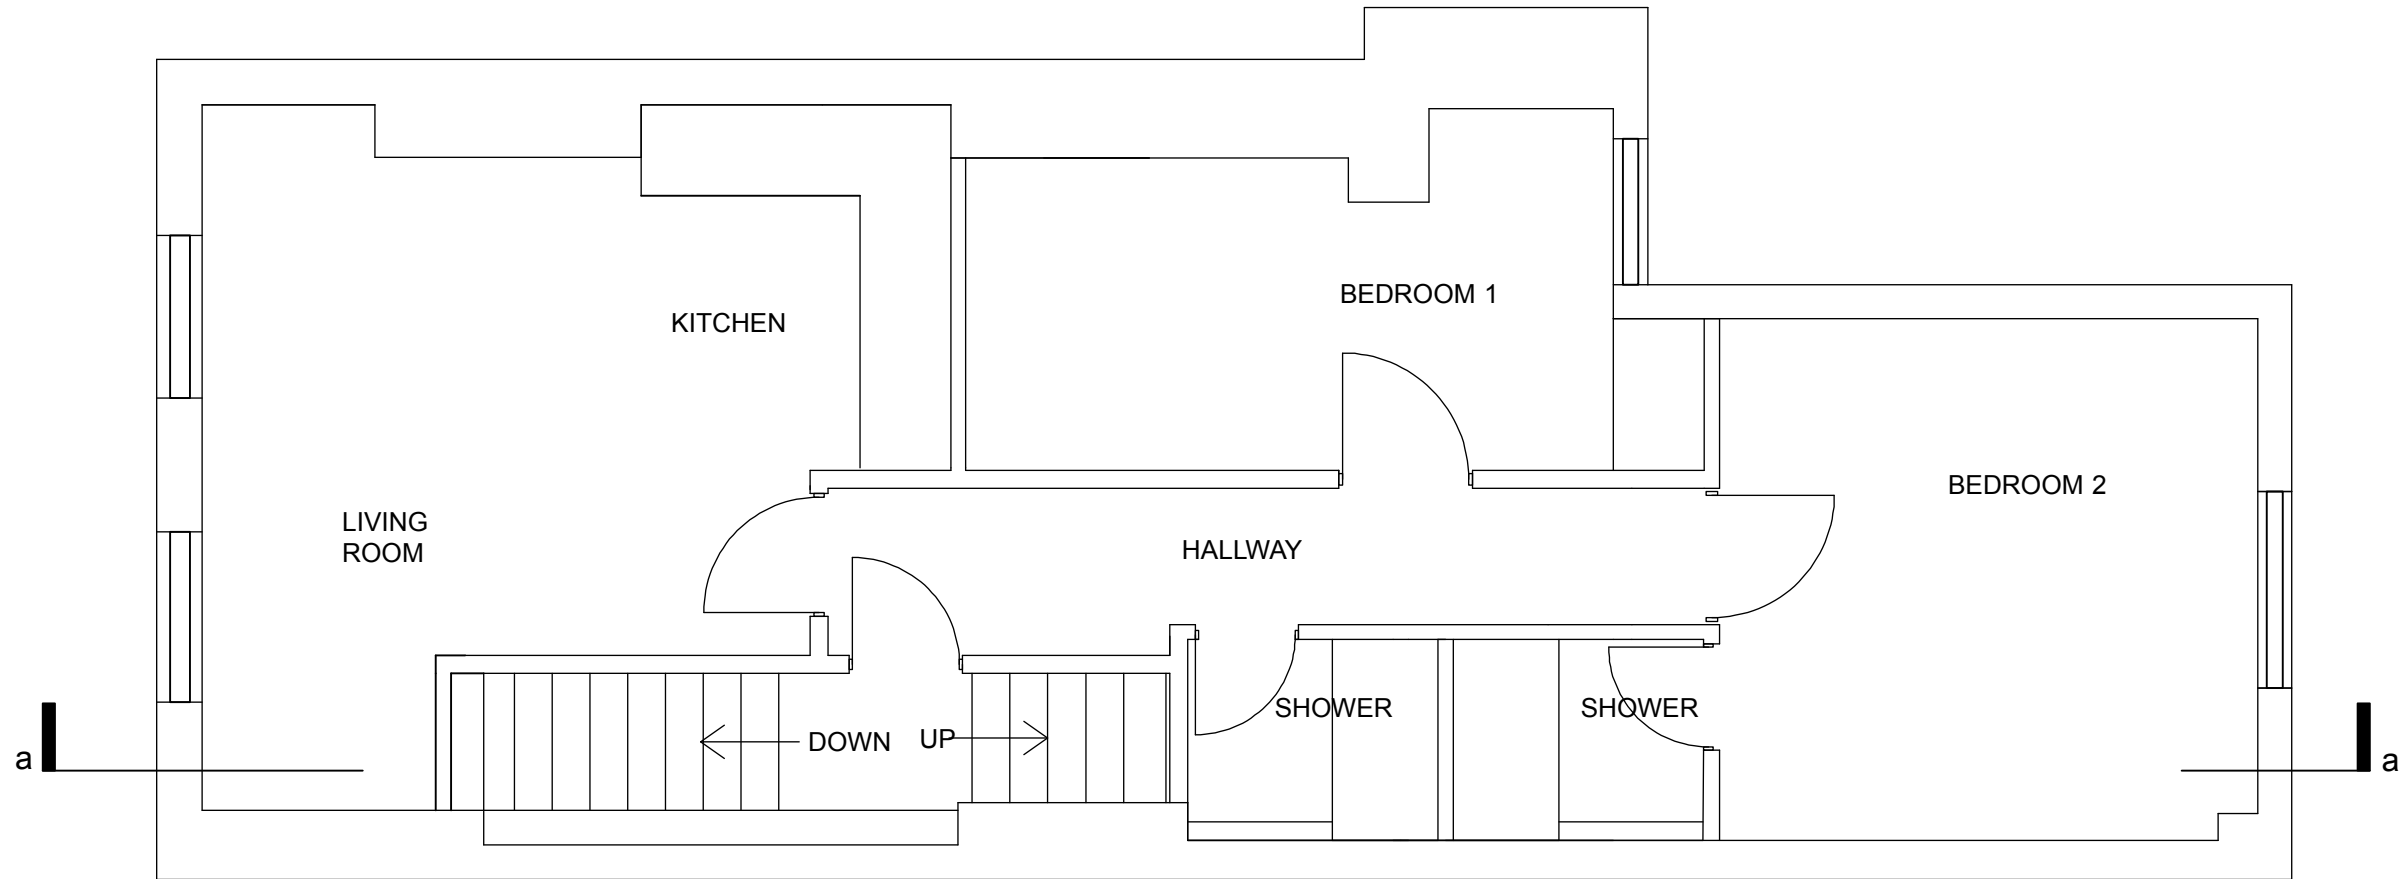 BEDROOM 1
KITCHEN
BEDROOM 2
LIVING
ROOM
HALLWAY
SHOWER
SHOWER
DOWN
UP
a
a